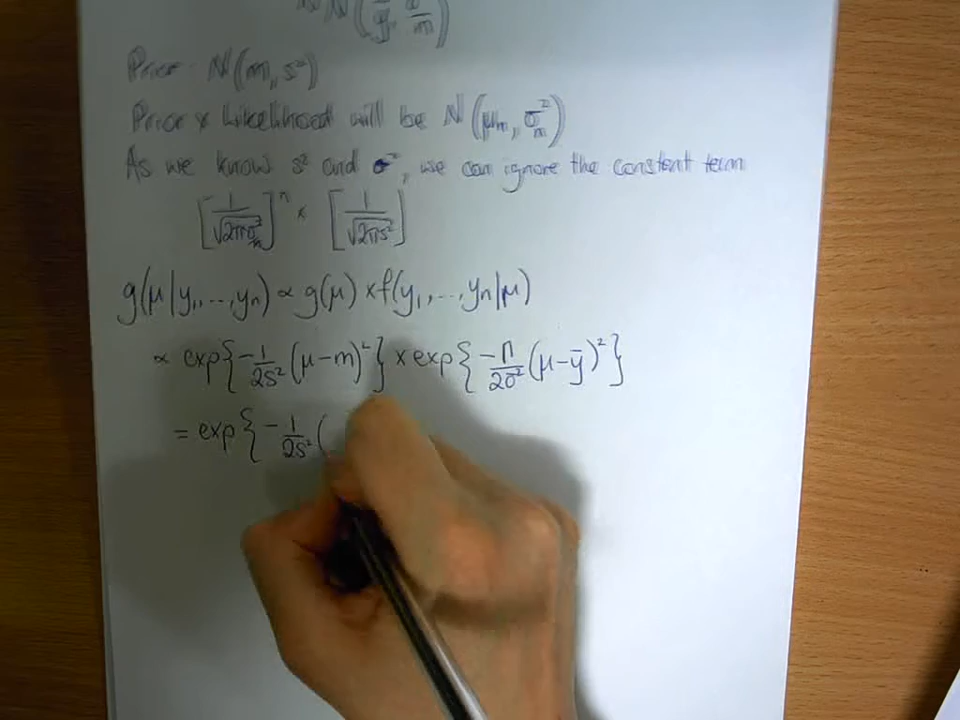 N(ȳ, σ²/n)
Prior N(m, s²)
Prior × Likelihood will be N(μₙ, σ²ₙ)
As we know s² and σ², we can ignore the constant term
[1/√2πσ²]ⁿ × [1/√2πs²]
g(μ|y₁,...,yₙ) ∝ g(μ) × f(y₁,...,yₙ|μ)
∝ exp{-1/2s² (μ-m)²} × exp{-n/2σ² (μ-ȳ)²}
= exp{-1/2s² (